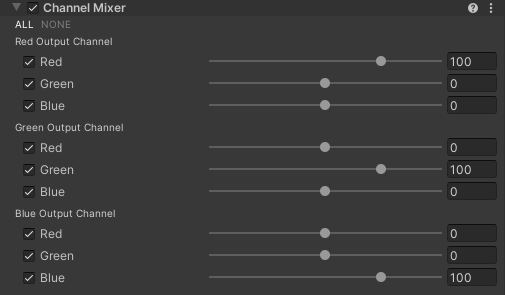 Channel Mixer
ALL NONE
Red Output Channel
Red 100
Green 0
Blue 0
Green Output Channel
Red 0
Green 100
Blue 0
Blue Output Channel
Red 0
Green 0
Blue 100